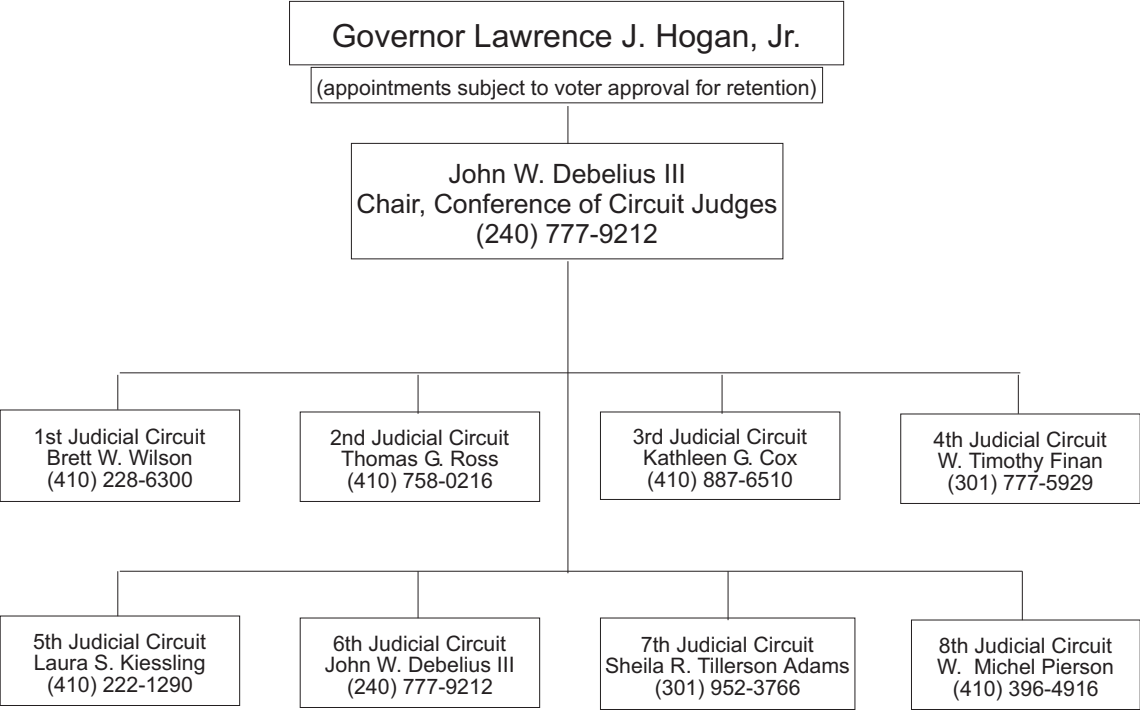 Governor Lawrence J. Hogan, Jr.
(appointments subject to voter approval for retention)
John W. Debelius III
Chair, Conference of Circuit Judges
(240) 777-9212
1st Judicial Circuit
Brett W. Wilson
(410) 228-6300
2nd Judicial Circuit
Thomas G. Ross
(410) 758-0216
3rd Judicial Circuit
Kathleen G. Cox
(410) 887-6510
4th Judicial Circuit
W. Timothy Finan
(301) 777-5929
5th Judicial Circuit
Laura S. Kiessling
(410) 222-1290
6th Judicial Circuit
John W. Debelius III
(240) 777-9212
7th Judicial Circuit
Sheila R. Tillerson Adams
(301) 952-3766
8th Judicial Circuit
W. Michel Pierson
(410) 396-4916